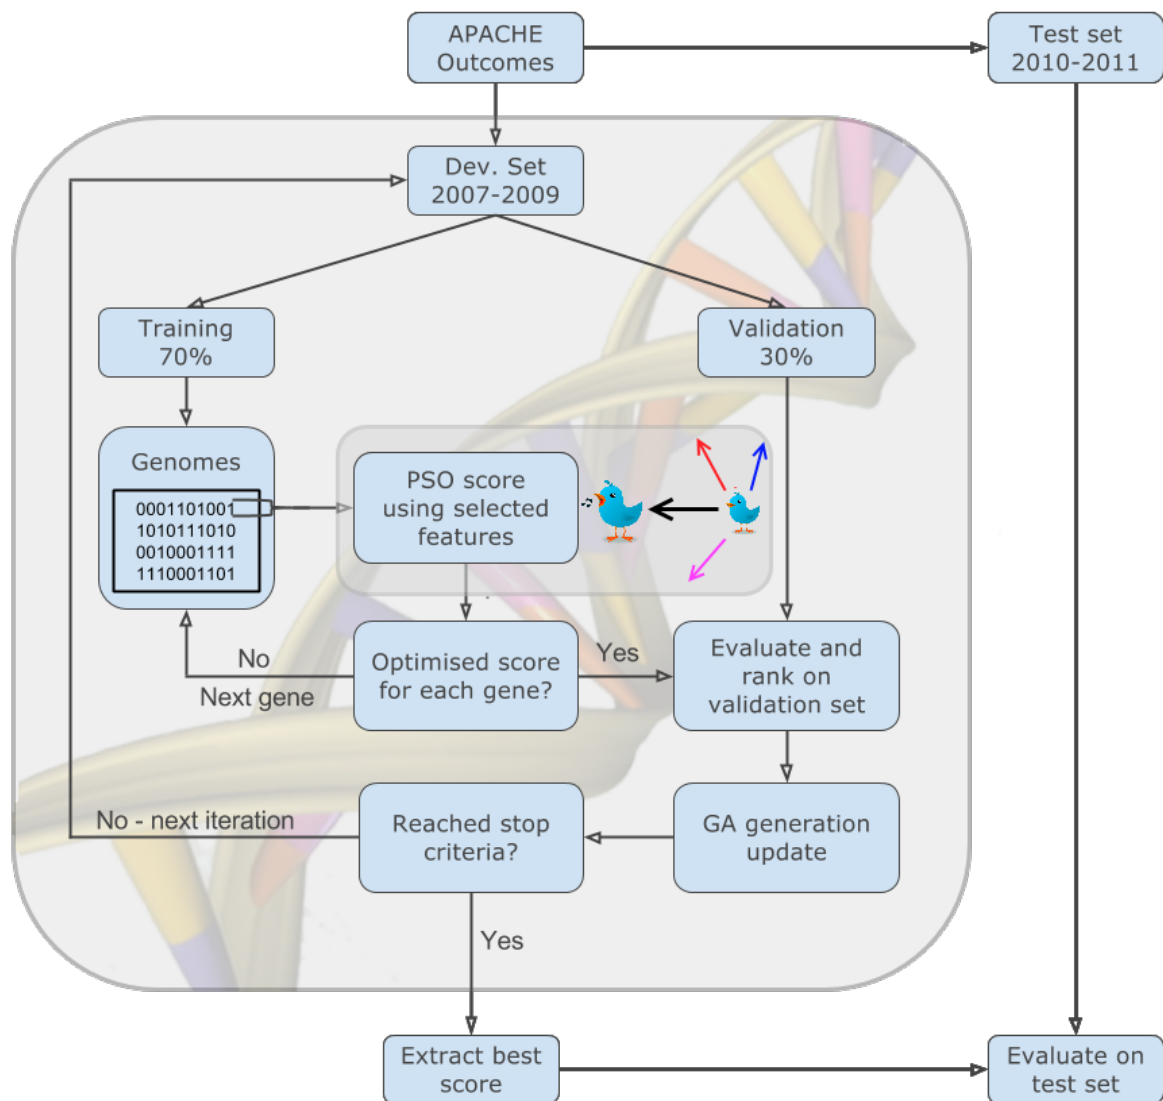 APACHE
Outcomes
Test set
2010-2011
Dev. Set
2007-2009
Training
70%
Validation
30%
Genomes
0001101001
1010111010
0010001111
1110001101
PSO score
using selected
features
No
Next gene
Optimised score
for each gene?
Yes
Evaluate and
rank on
validation set
No - next iteration
Reached stop
criteria?
GA generation
update
Yes
Extract best
score
Evaluate on
test set